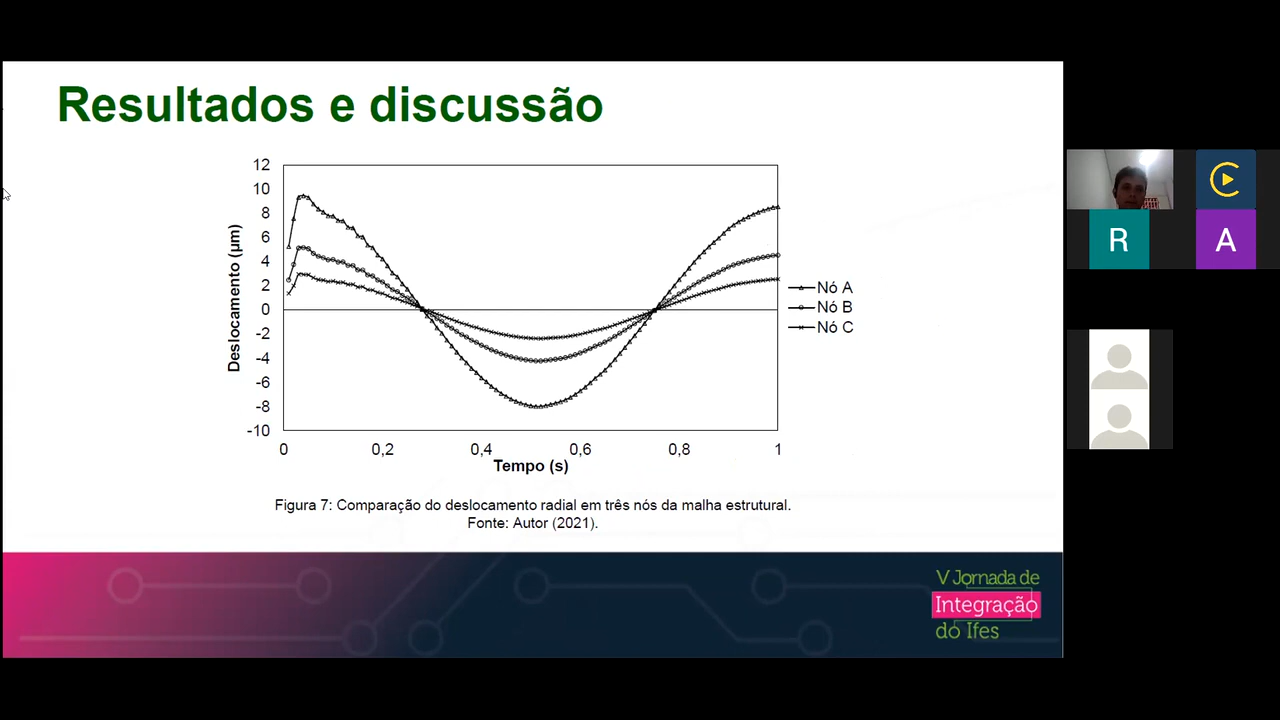 Resultados e discussão
12
10
8
6
4
2
0
-2
-4
-6
-8
-10
Deslocamento (µm)
0 0,2 0,4 0,6 0,8 1
Tempo (s)
Nó A
Nó B
Nó C
Figura 7: Comparação do deslocamento radial em três nós da malha estrutural.
Fonte: Autor (2021).
V Jornada de
Integração
do Ifes
R
A